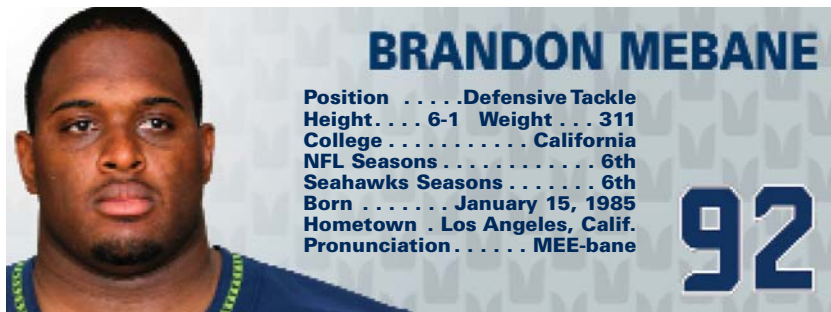 BRANDON MEBANE
Position . . . . .Defensive Tackle
Height. . . . 6-1 Weight . . . 311
College . . . . . . . . . . . California
NFL Seasons . . . . . . . . . . . . 6th
Seahawks Seasons . . . . . . . 6th
Born . . . . . . . January 15, 1985
Hometown . Los Angeles, Calif.
Pronunciation . . . . . . MEE-bane
92